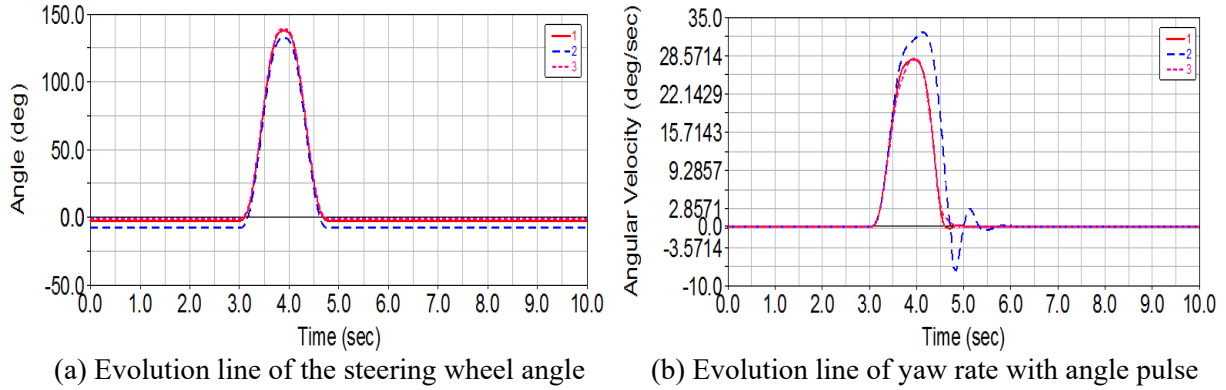 150.0
100.0
50.0
0.0
-50.0
Angle (deg)
0.0 1.0 2.0 3.0 4.0 5.0 6.0 7.0 8.0 9.0 10.0
Time (sec)
1
2
3
(a) Evolution line of the steering wheel angle
35.0
28.5714
22.1429
15.7143
9.2857
2.8571
0.0
-3.5714
-10.0
Angular Velocity (deg/sec)
0.0 1.0 2.0 3.0 4.0 5.0 6.0 7.0 8.0 9.0 10.0
Time (sec)
1
2
3
(b) Evolution line of yaw rate with angle pulse